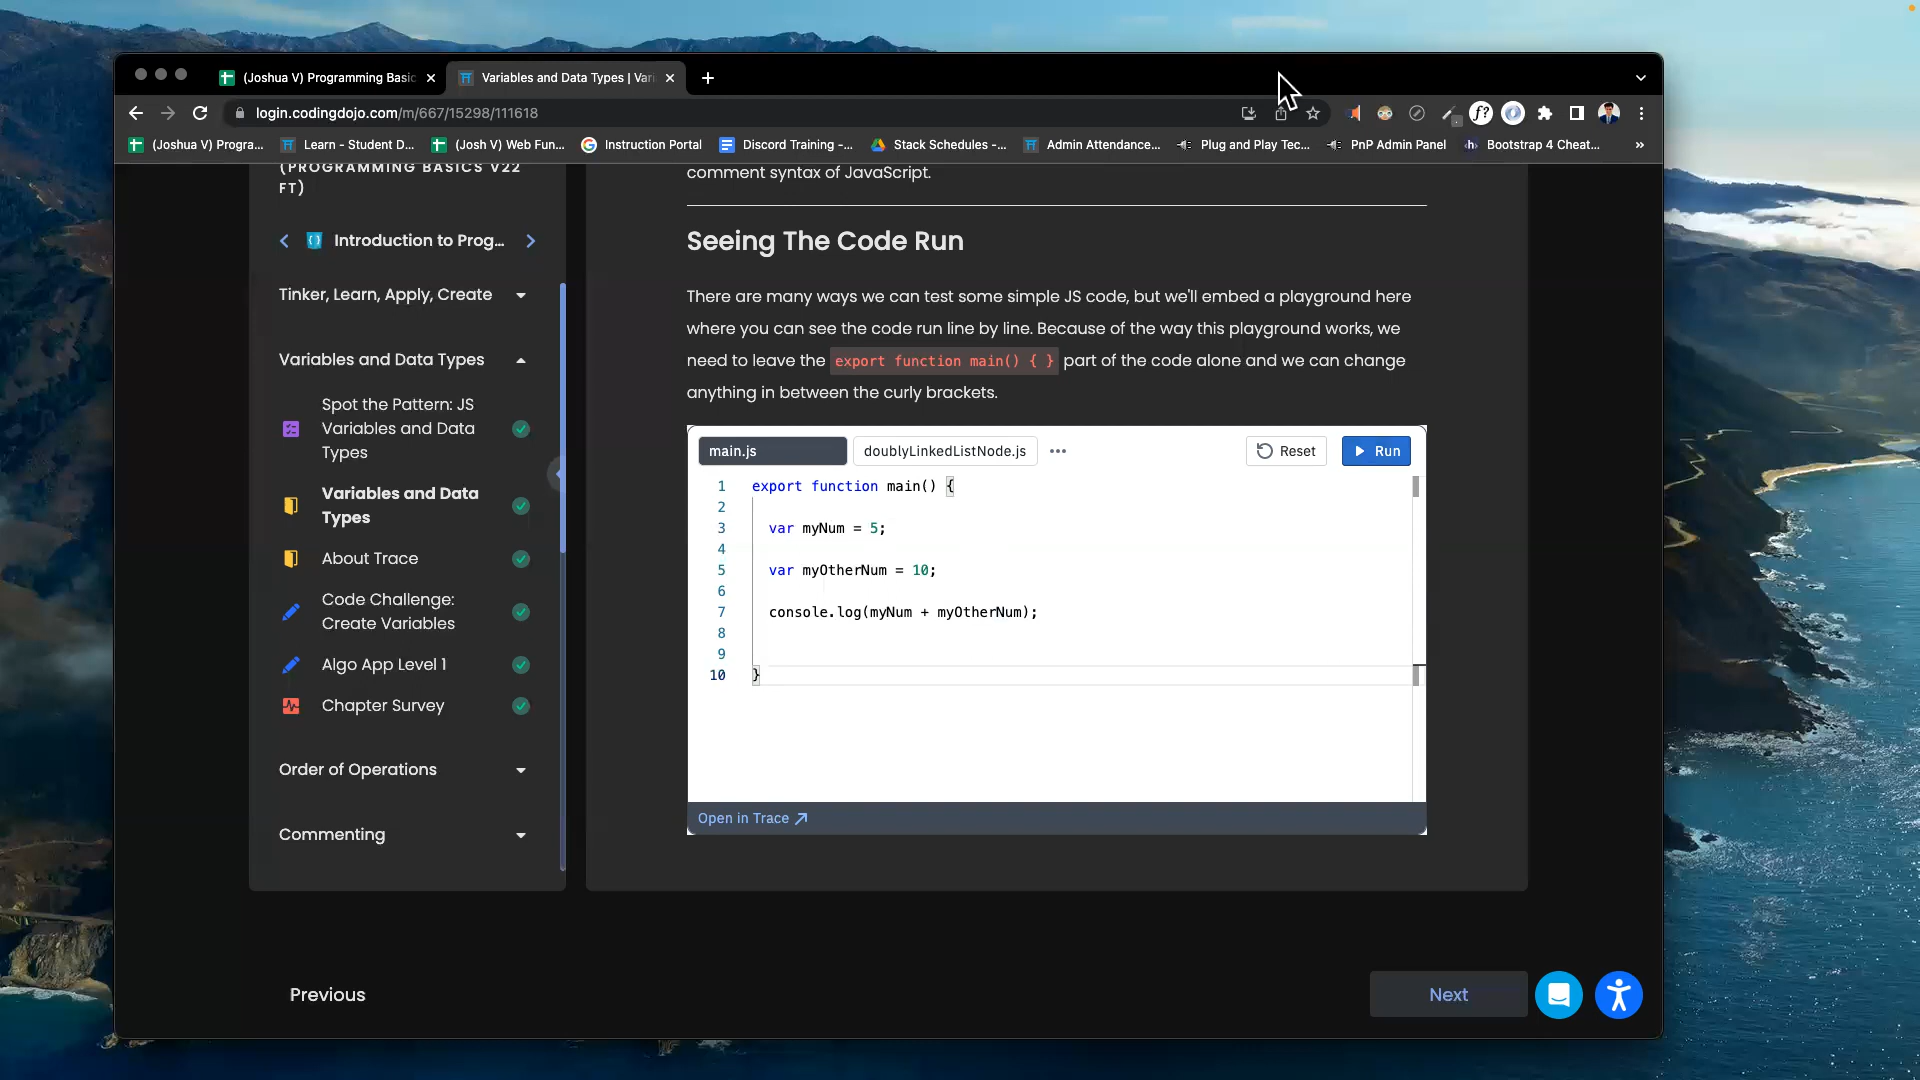 (Joshua V) Programming Basic
Variables and Data Types | Vari
login.codingdojo.com/m/667/15298/111618
f?
(Joshua V) Progra...
Learn - Student D...
(Josh V) Web Fun...
Instruction Portal
Discord Training -...
Stack Schedules -...
Admin Attendance...
Plug and Play Tec...
PnP Admin Panel
Bootstrap 4 Cheat...
»
(PROGRAMMING BASICS V22
FT)
Introduction to Prog...
Tinker, Learn, Apply, Create
Variables and Data Types
Spot the Pattern: JS
Variables and Data
Types
Variables and Data
Types
About Trace
Code Challenge:
Create Variables
Algo App Level 1
Chapter Survey
Order of Operations
Commenting
comment syntax of JavaScript.
Seeing The Code Run
There are many ways we can test some simple JS code, but we'll embed a playground here
where you can see the code run line by line. Because of the way this playground works, we
need to leave the export function main() { } part of the code alone and we can change
anything in between the curly brackets.
main.js
doublyLinkedListNode.js
Reset
Run
1 export function main() {
2
3 var myNum = 5;
4
5 var myOtherNum = 10;
6
7 console.log(myNum + myOtherNum);
8
9
10 }
Open in Trace
Previous
Next